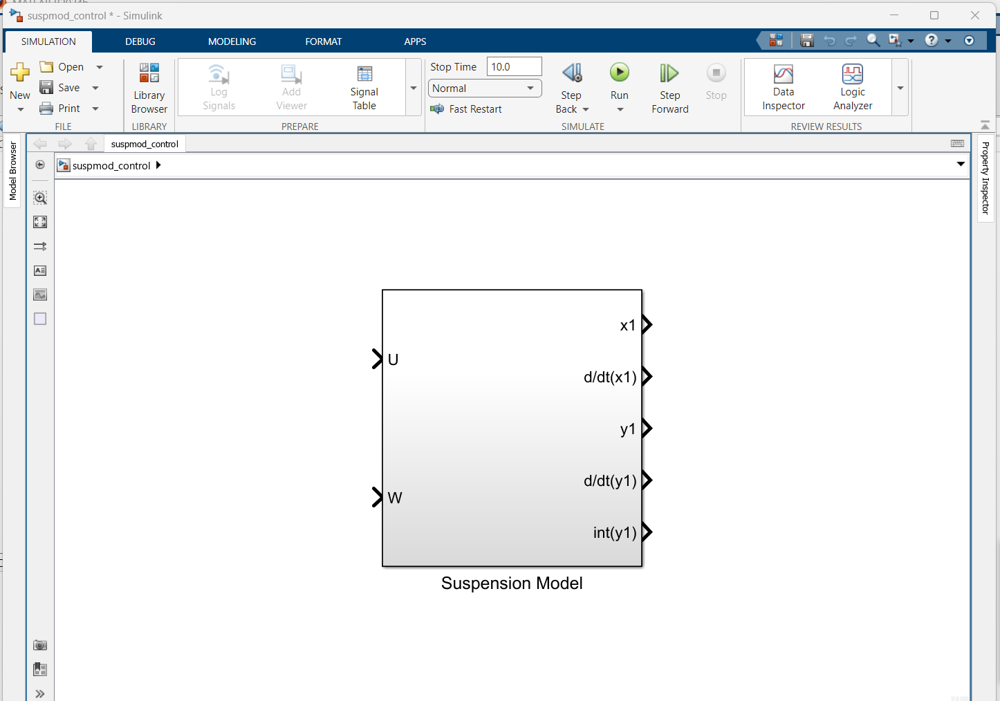 suspmod_control * - Simulink
SIMULATION DEBUG MODELING FORMAT APPS
New
Open
Save
Print
FILE
Library Browser
LIBRARY
Log Signals
Add Viewer
Signal Table
PREPARE
Stop Time 10.0
Normal
Fast Restart
Step Back
Run
Step Forward
Stop
SIMULATE
Data Inspector
Logic Analyzer
REVIEW RESULTS
Model Browser
suspmod_control
suspmod_control
Property Inspector
x1
U
d/dt(x1)
y1
d/dt(y1)
W
int(y1)
Suspension Model